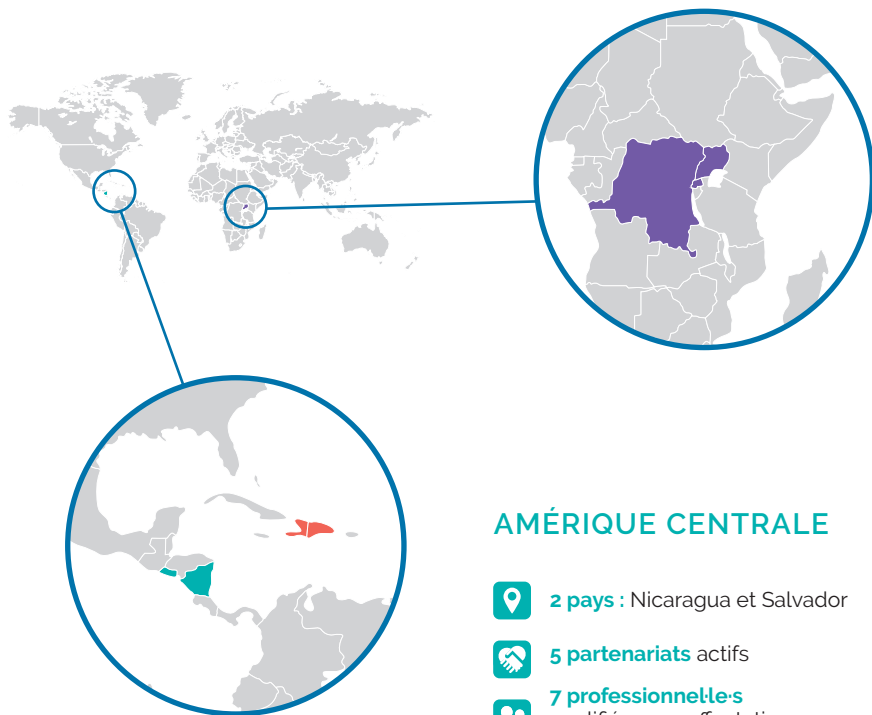 AMÉRIQUE CENTRALE
2 pays : Nicaragua et Salvador
5 partenariats actifs
7 professionnel·le·s